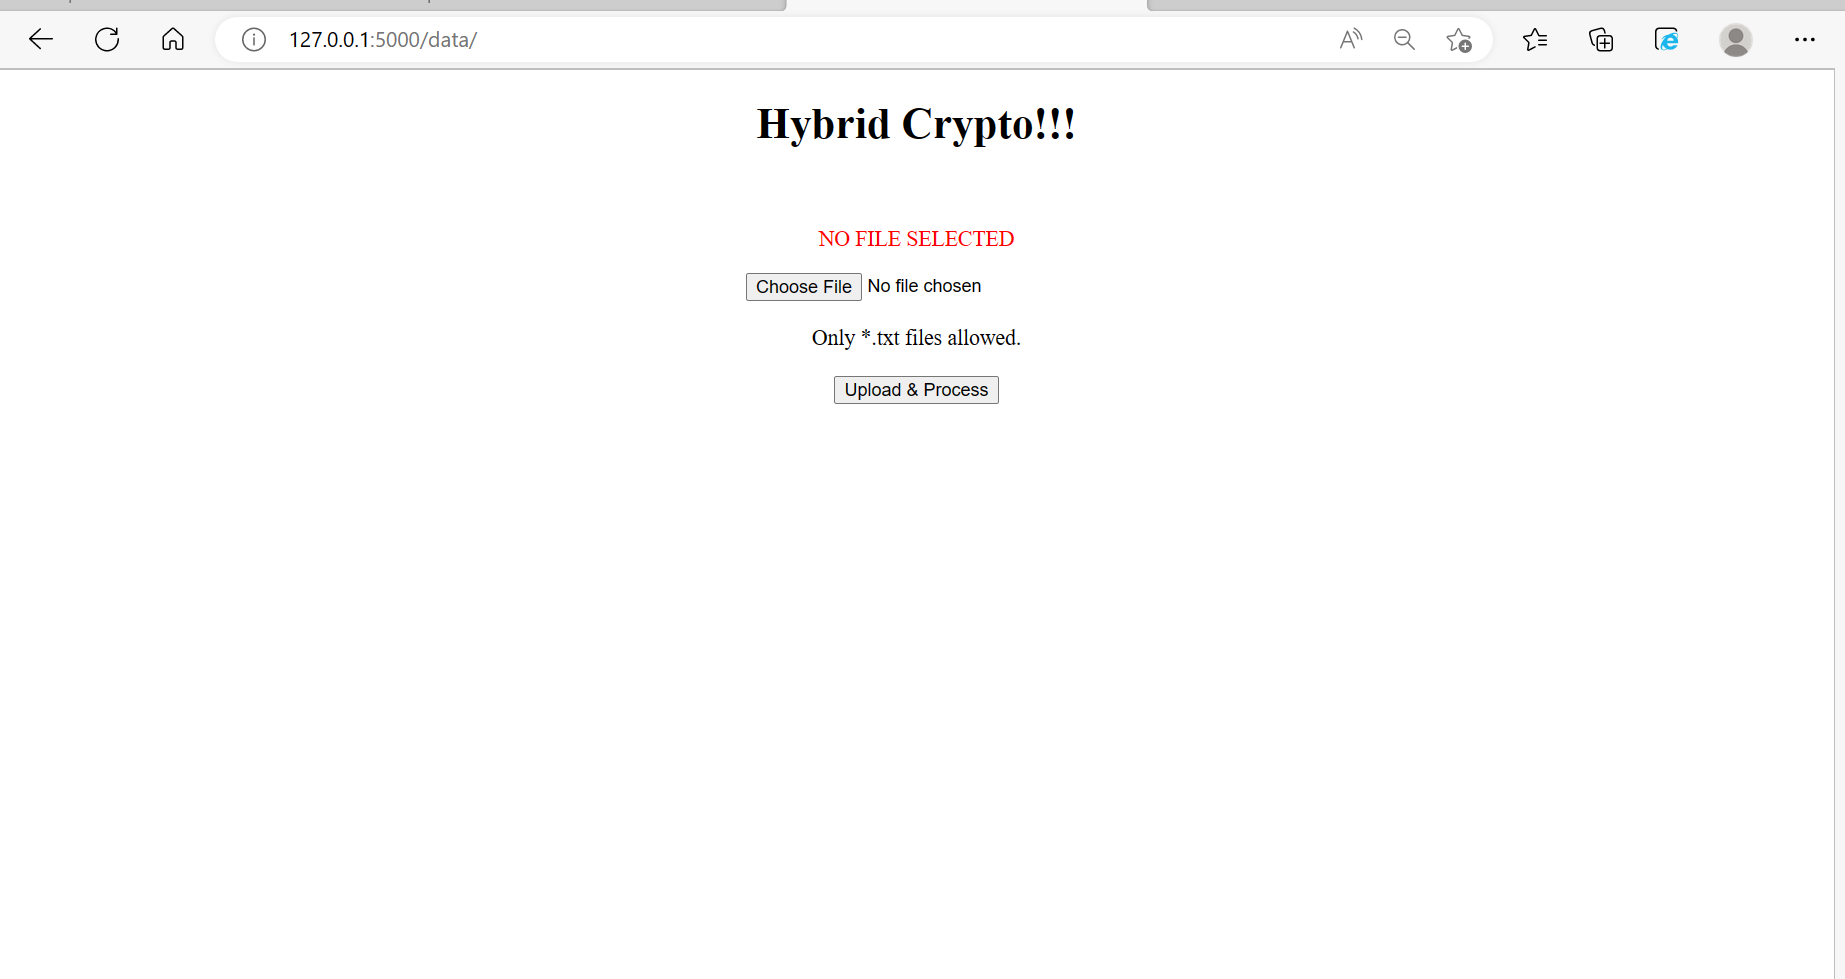 127.0.0.1:5000/data/
Hybrid Crypto!!!
NO FILE SELECTED
Choose File No file chosen
Only *.txt files allowed.
Upload & Process